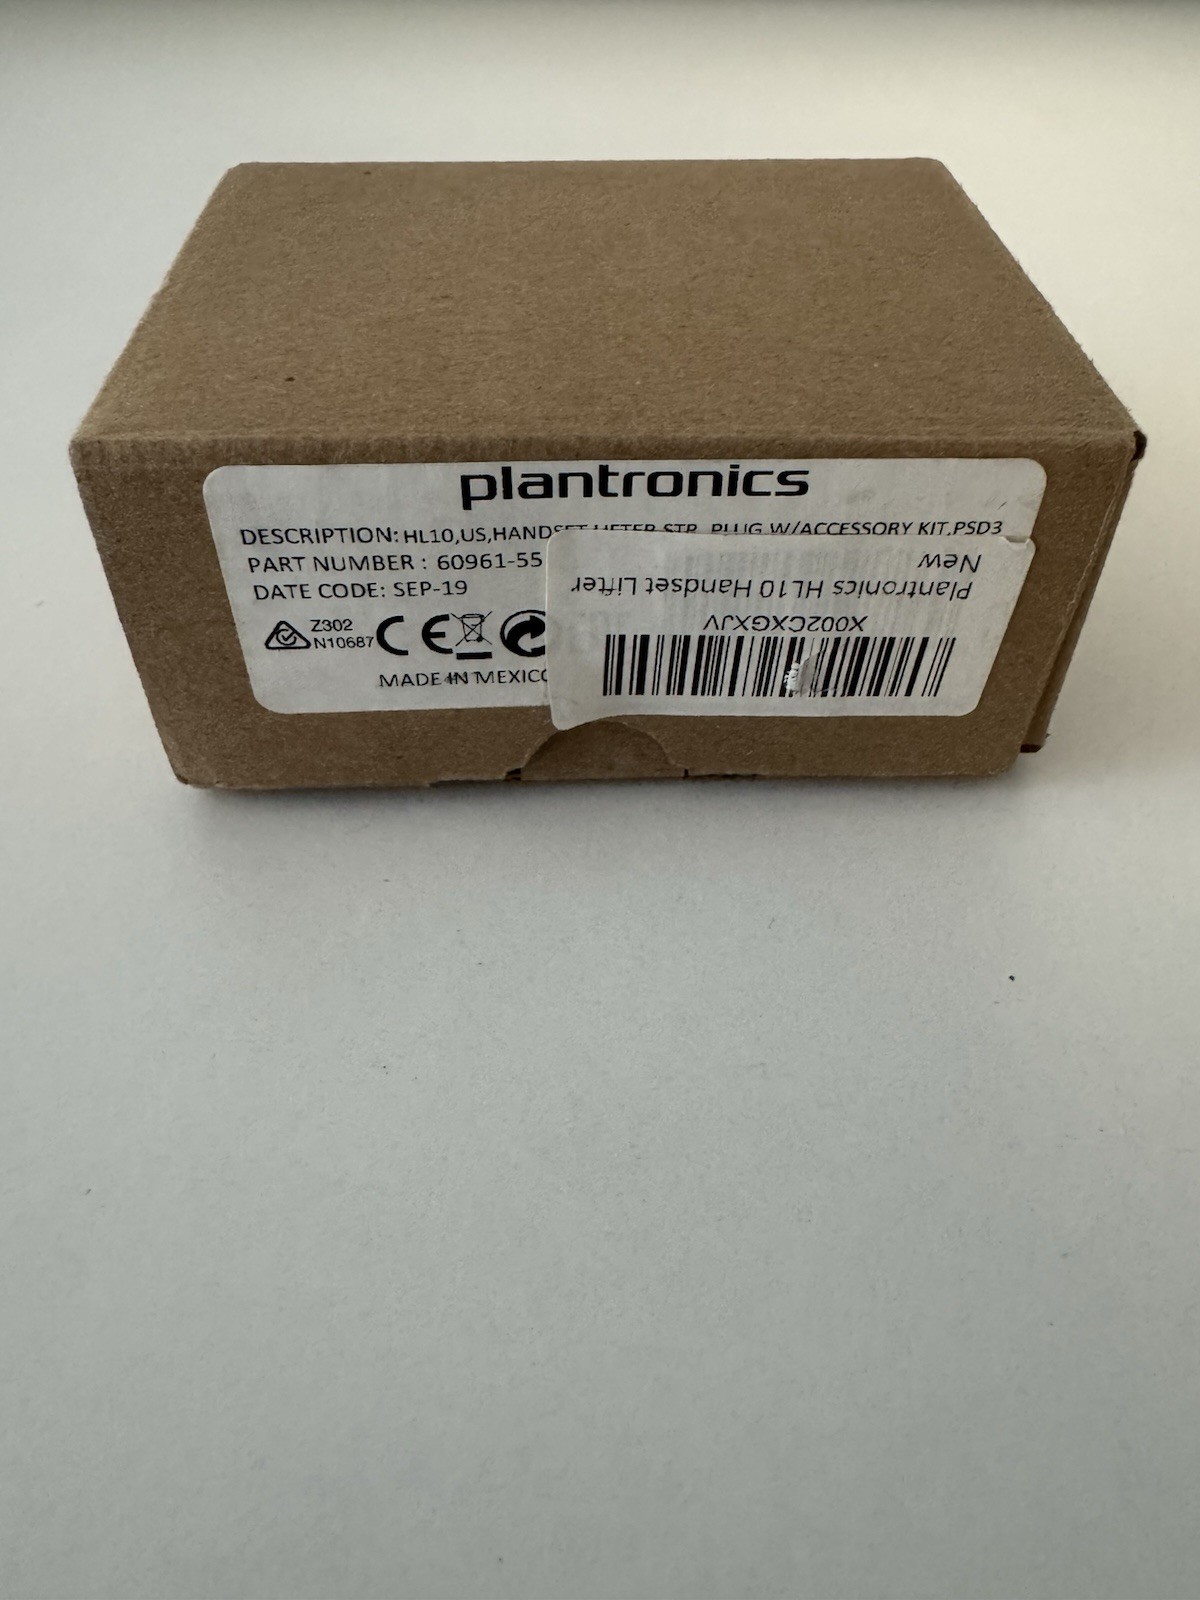 plantronics
DESCRIPTION: HL10,US,HANDSET LIFTER STR. PLUG W/ACCESSORY KIT,PSD3
PART NUMBER : 60961-55
DATE CODE: SEP-19
Z302
N10687
CE
MADE IN MEXICO
X002CXGXJV
Plantronics HL10 Handset Lifter
New